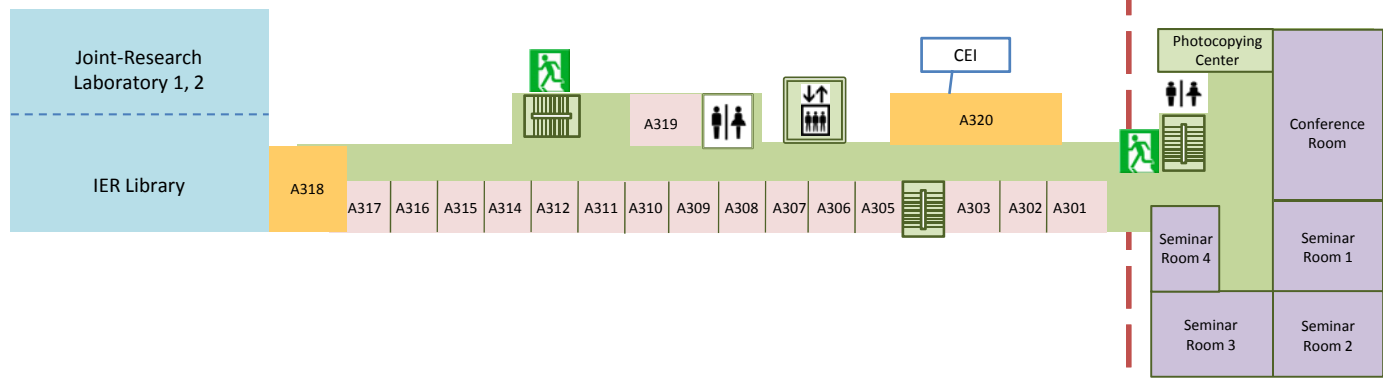 Joint-Research
Laboratory 1, 2
IER Library
CEI
Photocopying
Center
A319
A320
Conference
Room
A318
A317
A316
A315
A314
A312
A311
A310
A309
A308
A307
A306
A305
A303
A302
A301
Seminar
Room 4
Seminar
Room 1
Seminar
Room 3
Seminar
Room 2